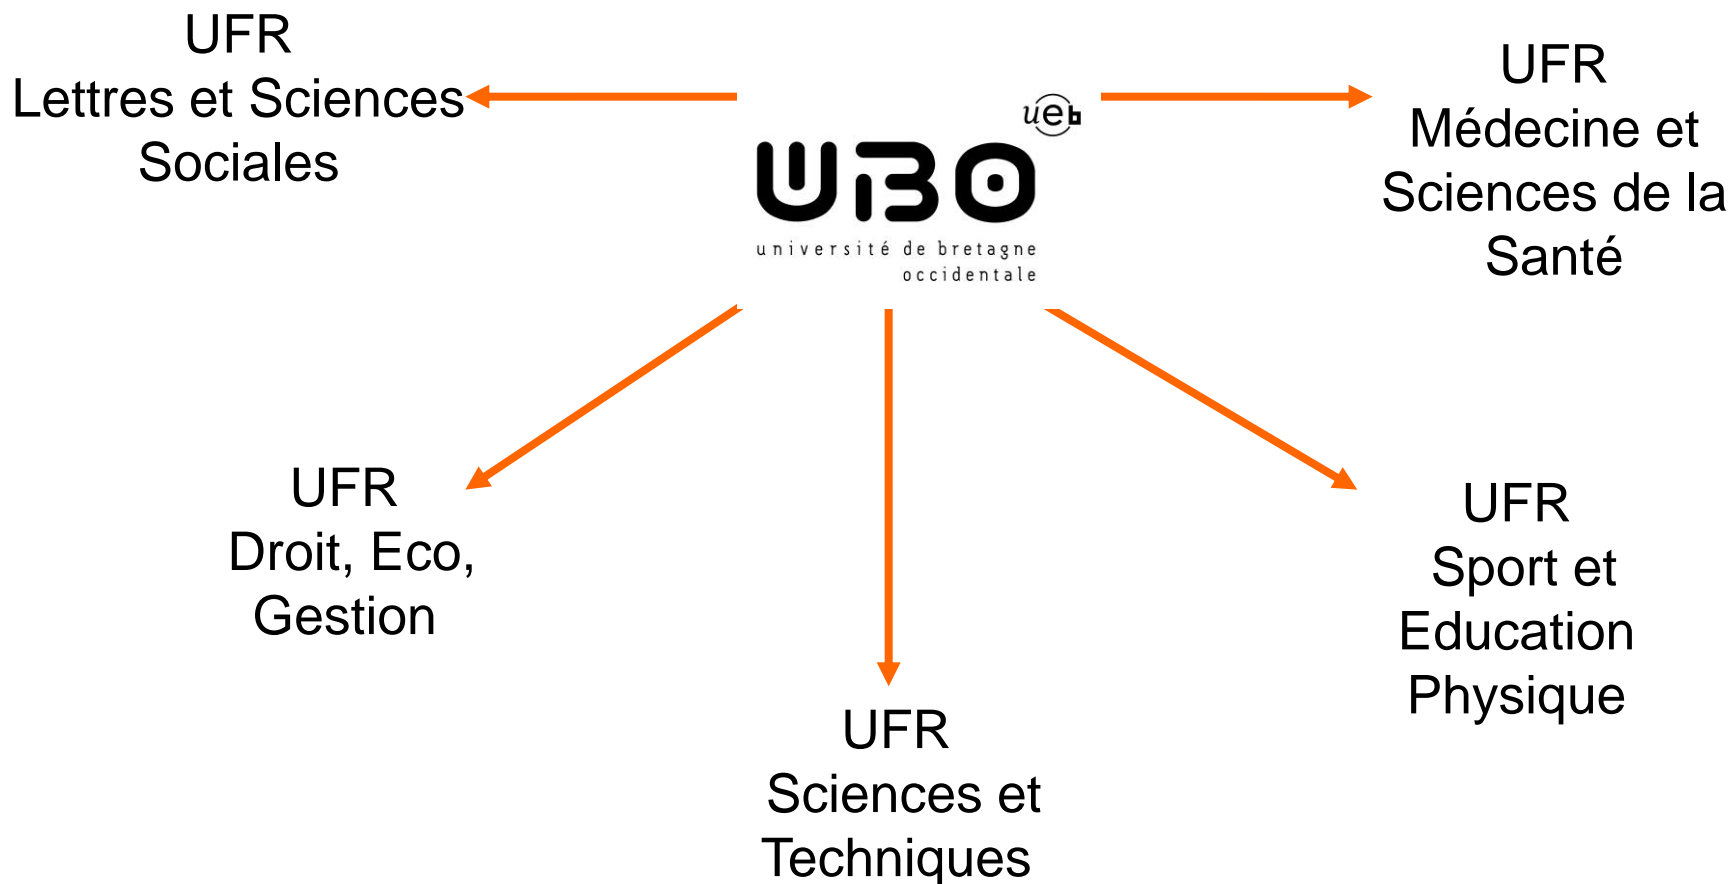 UFR
Lettres et Sciences
Sociales
ueb
UBO
université de bretagne
occidentale
UFR
Médecine et
Sciences de la
Santé
UFR
Droit, Eco,
Gestion
UFR
Sciences et
Techniques
UFR
Sport et
Education
Physique